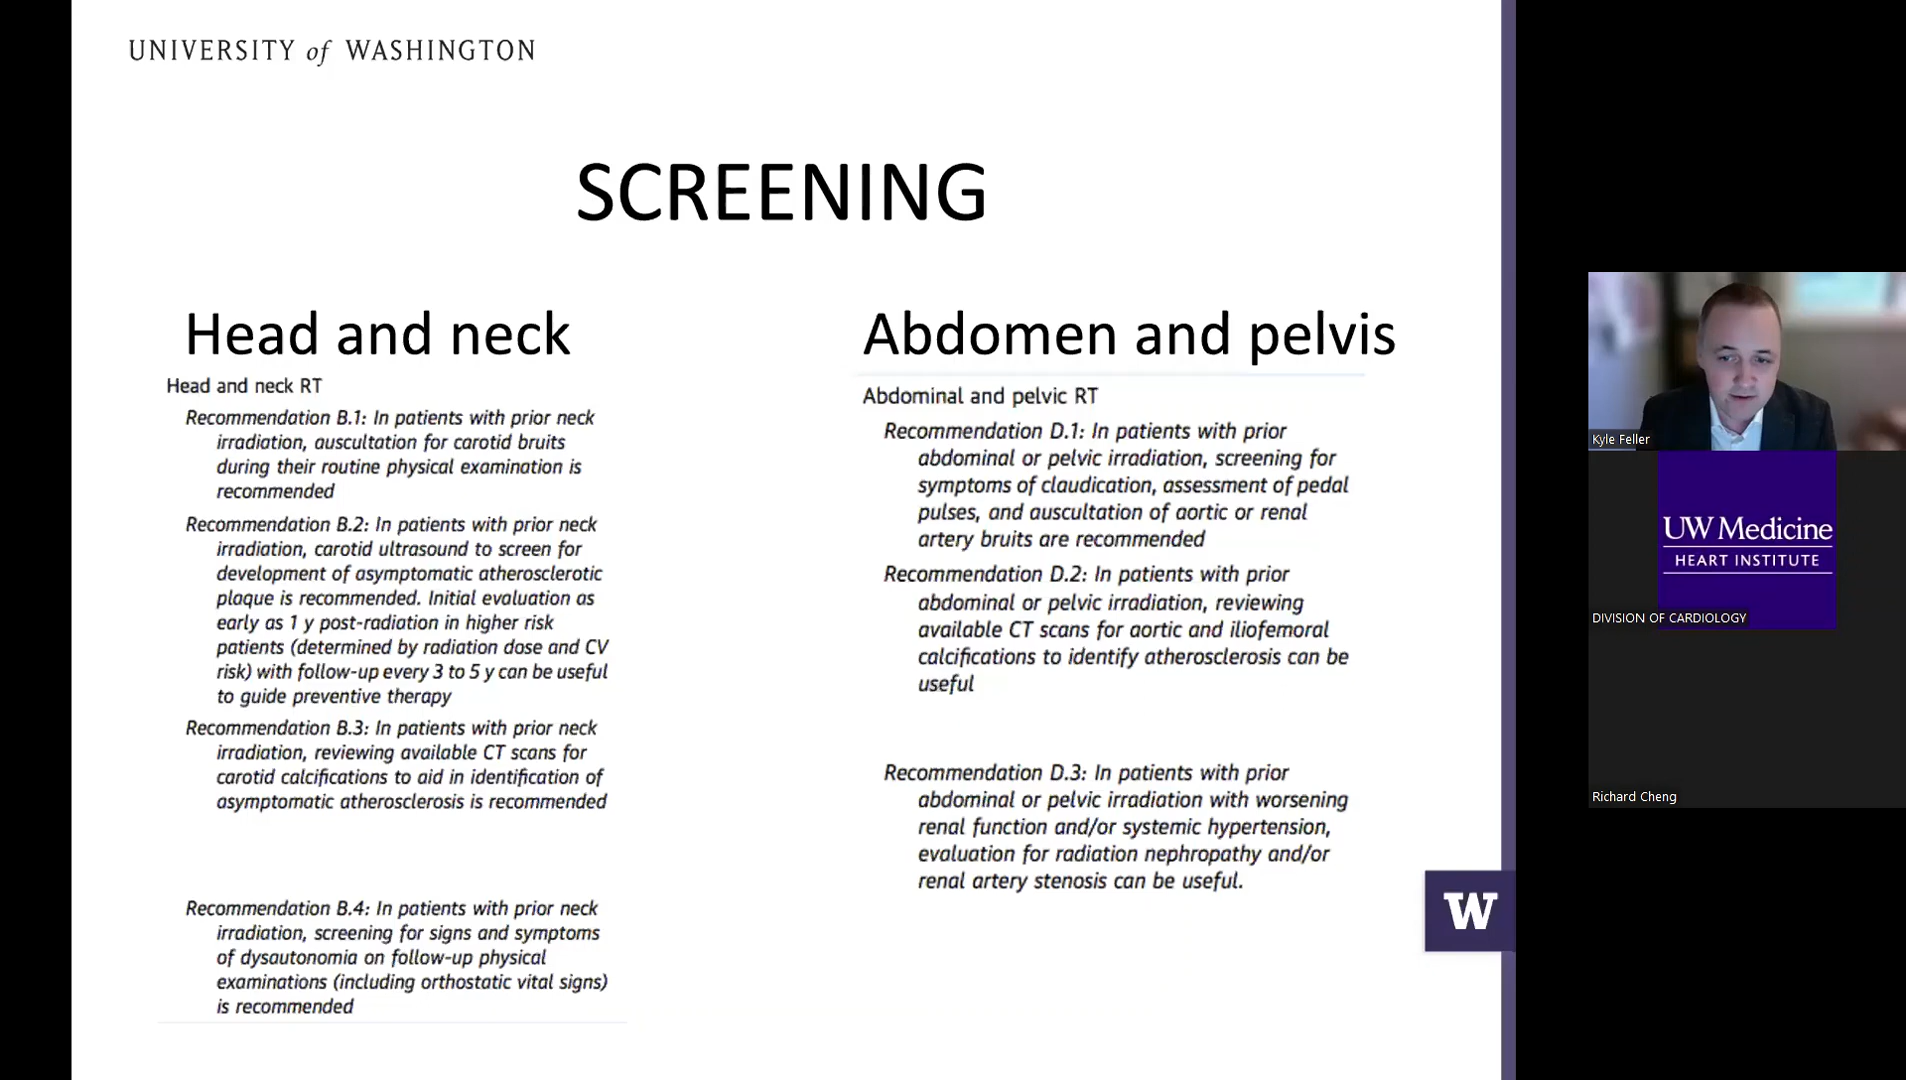 UNIVERSITY of WASHINGTON
SCREENING
Head and neck
Head and neck RT
Recommendation B.1: In patients with prior neck
irradiation, auscultation for carotid bruits
during their routine physical examination is
recommended
Recommendation B.2: In patients with prior neck
irradiation, carotid ultrasound to screen for
development of asymptomatic atherosclerotic
plaque is recommended. Initial evaluation as
early as 1 y post-radiation in higher risk
patients (determined by radiation dose and CV
risk) with follow-up every 3 to 5 y can be useful
to guide preventive therapy
Recommendation B.3: In patients with prior neck
irradiation, reviewing available CT scans for
carotid calcifications to aid in identification of
asymptomatic atherosclerosis is recommended
Recommendation B.4: In patients with prior neck
irradiation, screening for signs and symptoms
of dysautonomia on follow-up physical
examinations (including orthostatic vital signs)
is recommended
Abdomen and pelvis
Abdominal and pelvic RT
Recommendation D.1: In patients with prior
abdominal or pelvic irradiation, screening for
symptoms of claudication, assessment of pedal
pulses, and auscultation of aortic or renal
artery bruits are recommended
Recommendation D.2: In patients with prior
abdominal or pelvic irradiation, reviewing
available CT scans for aortic and iliofemoral
calcifications to identify atherosclerosis can be
useful
Recommendation D.3: In patients with prior
abdominal or pelvic irradiation with worsening
renal function and/or systemic hypertension,
evaluation for radiation nephropathy and/or
renal artery stenosis can be useful.
W
Kyle Feller
UW Medicine
HEART INSTITUTE
DIVISION OF CARDIOLOGY
Richard Cheng